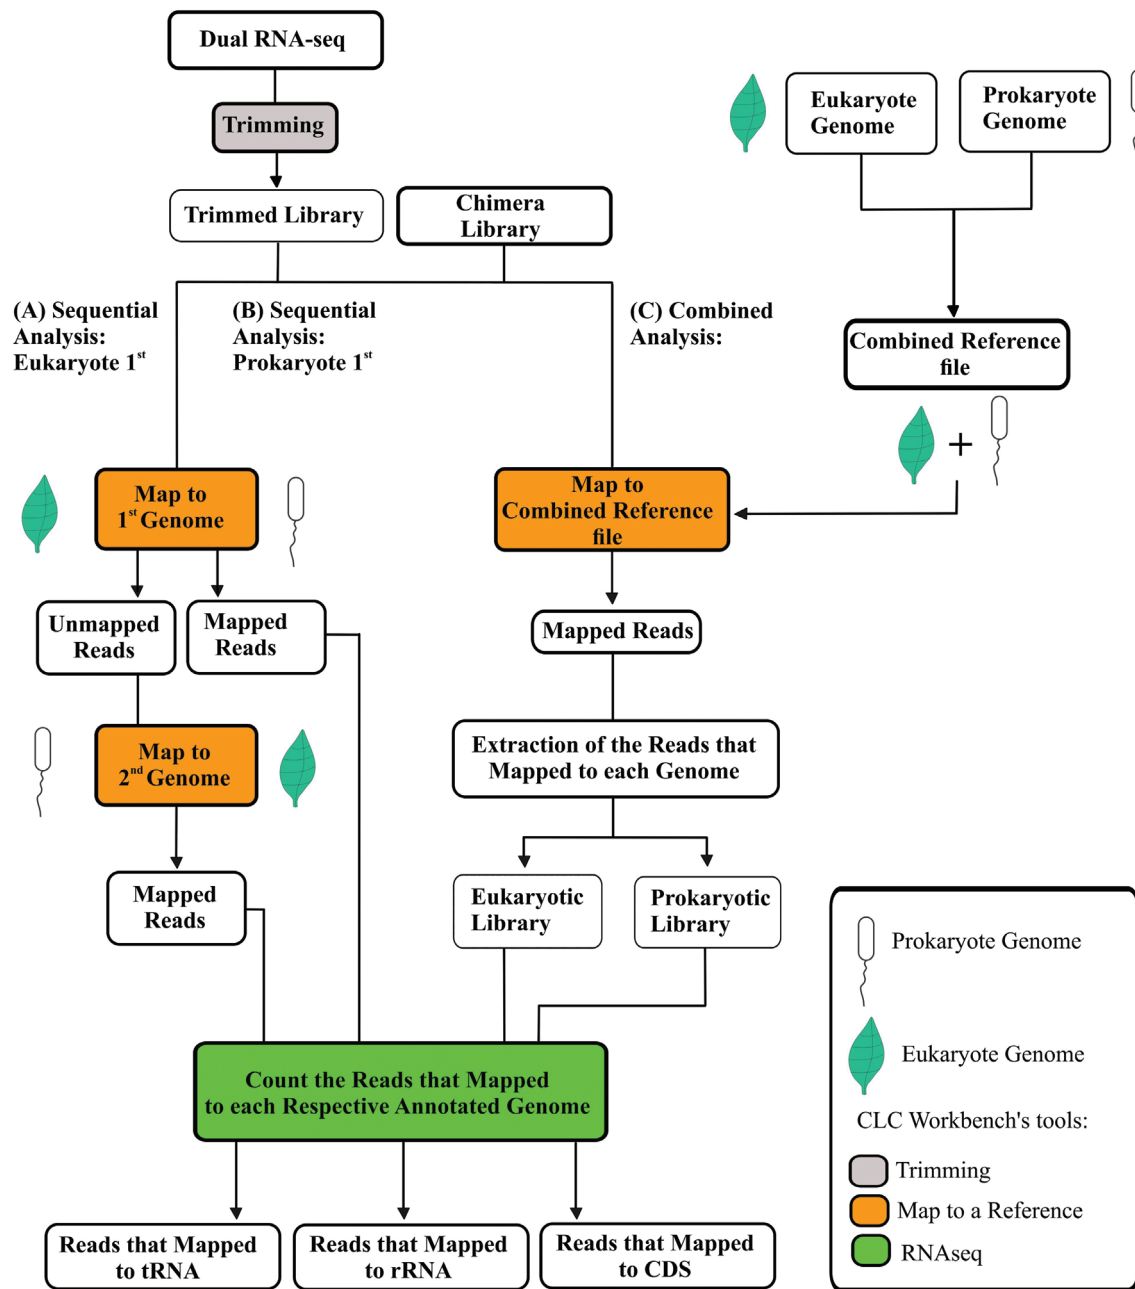 Dual RNA-seq
Trimming
Trimmed Library
Chimera
Library
Eukaryote
Genome
Prokaryote
Genome
Combined Reference
file
(A) Sequential
Analysis:
Eukaryote 1st
(B) Sequential
Analysis:
Prokaryote 1st
(C) Combined
Analysis:
+
Map to
1st Genome
Map to
Combined Reference
file
Unmapped
Reads
Mapped
Reads
Mapped Reads
Map to
2nd Genome
Extraction of the Reads that
Mapped to each Genome
Mapped
Reads
Eukaryotic
Library
Prokaryotic
Library
Count the Reads that Mapped
to each Respective Annotated Genome
Reads that Mapped
to tRNA
Reads that Mapped
to rRNA
Reads that Mapped
to CDS
Prokaryote Genome
Eukaryote Genome
CLC Workbench's tools:
Trimming
Map to a Reference
RNAseq